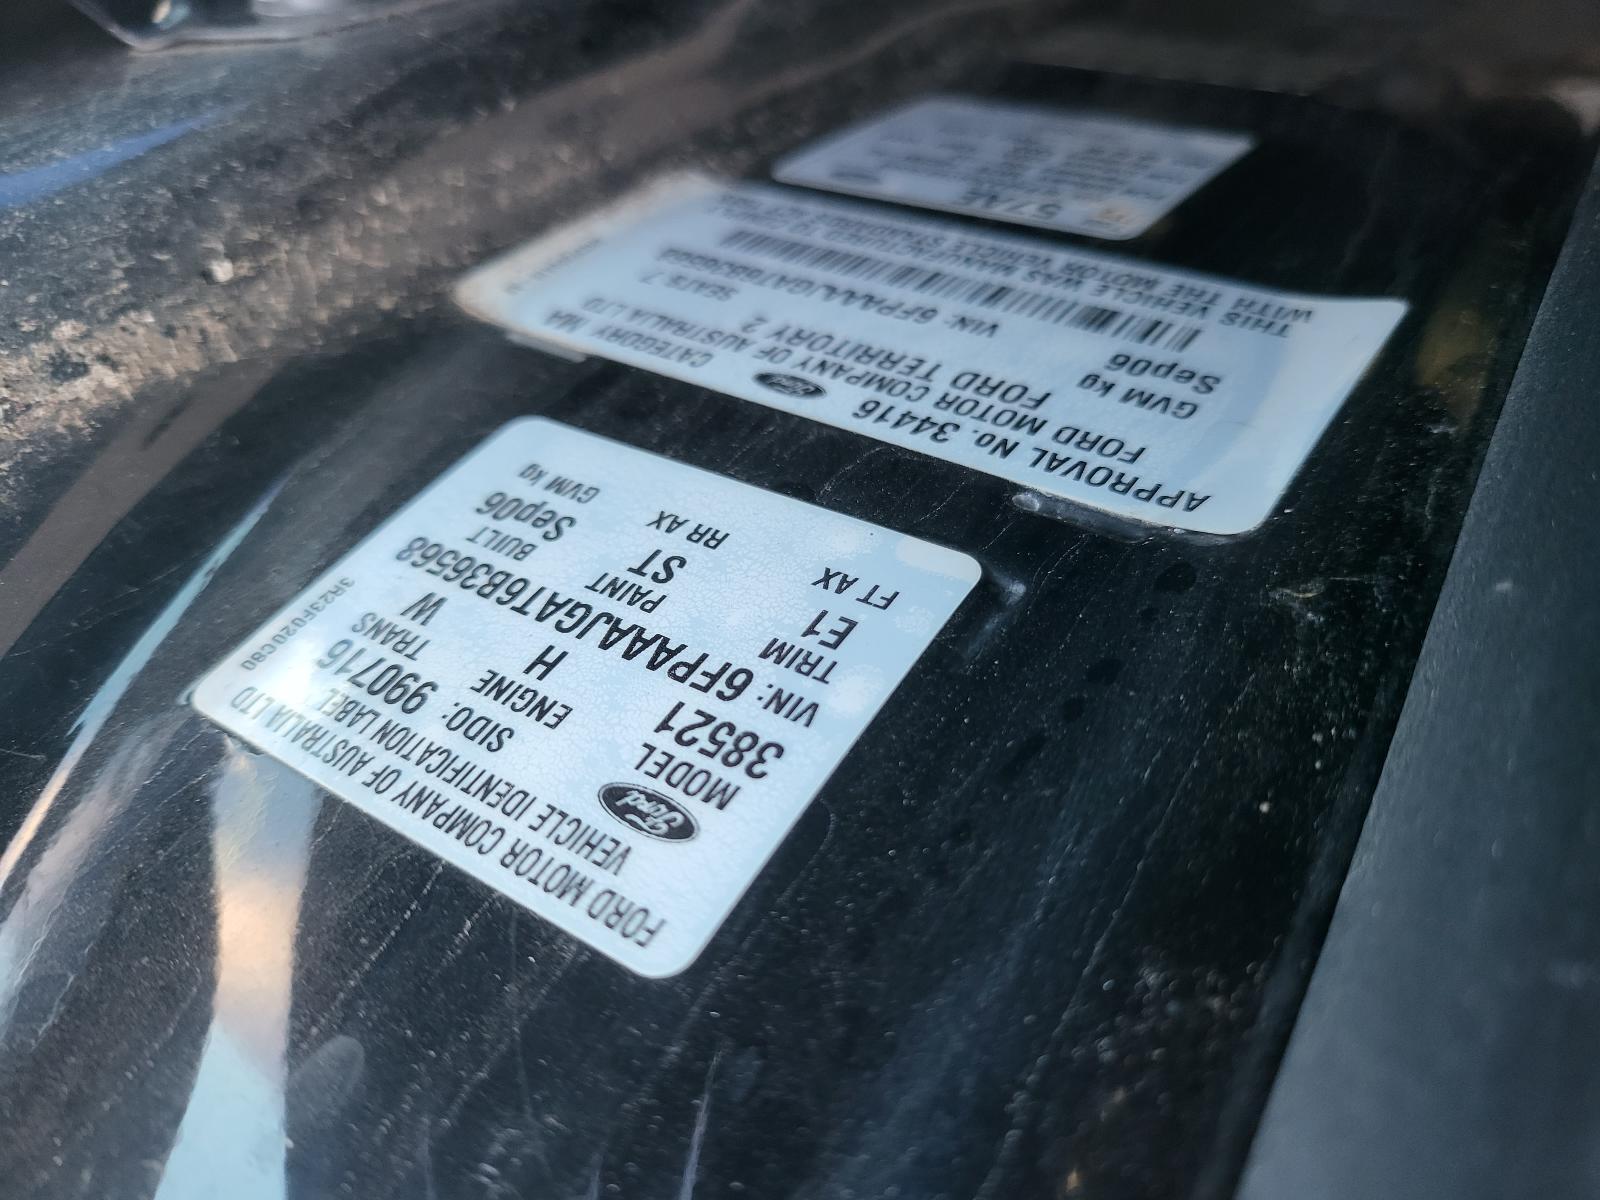 FORD MOTOR COMPANY OF AUSTRALIA LTD
VEHICLE IDENTIFICATION LABEL
Ford
SIDO: 990716
MODEL ENGINE TRANS
38521 H W
VIN: 6FPAAAJGAT6B36568
TRIM PAINT BUILT
E1 ST Sep06
FT AX RR AX GVM kg
3R23F020C80
APPROVAL No. 34416 CATEGORY MA
Ford
FORD MOTOR COMPANY OF AUSTRALIA LTD
FORD TERRITORY 2
GVM kg SEATS: 7
Sep06 VIN: 6FPAAAJGAT6B36568
THIS VEHICLE WAS MANUFACTURED TO
WITH THE MOTOR VEHICLE STANDARDS ACT
57AE